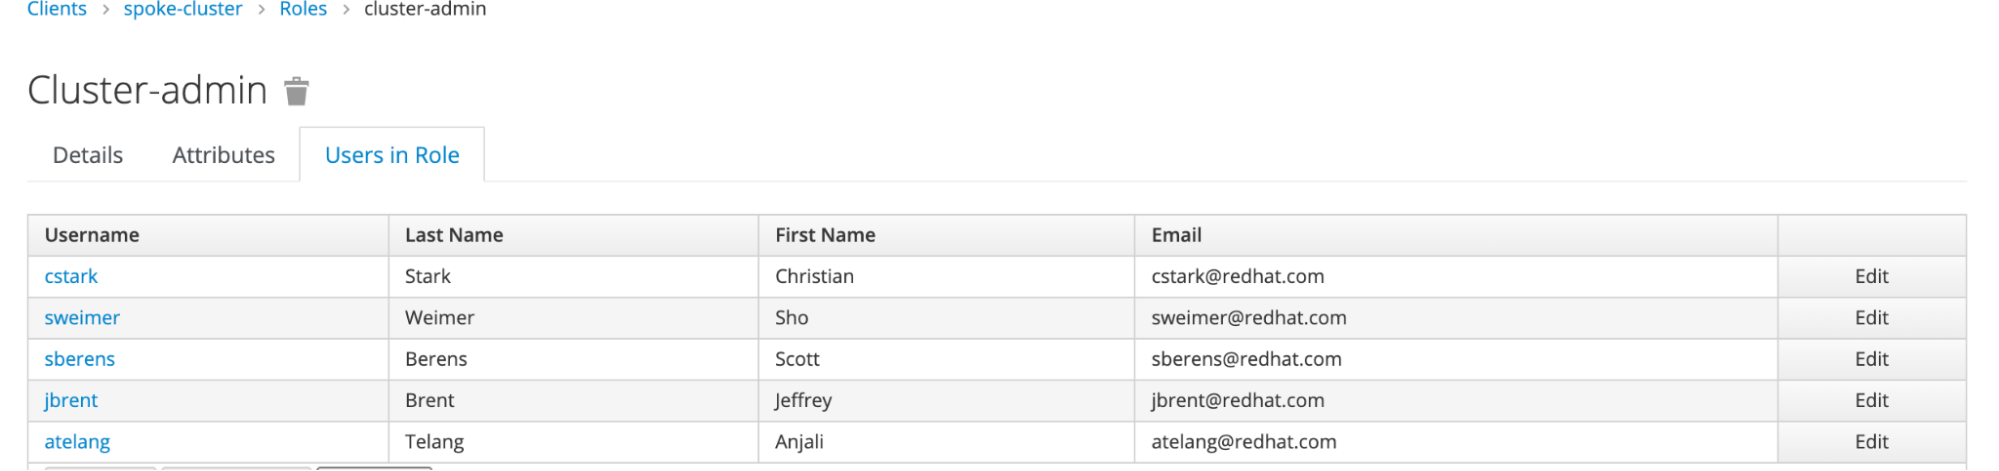 Clients > spoke-cluster > Roles > cluster-admin
Cluster-admin
Details Attributes Users in Role
Username Last Name First Name Email
cstark Stark Christian cstark@redhat.com Edit
sweimer Weimer Sho sweimer@redhat.com Edit
sberens Berens Scott sberens@redhat.com Edit
jbrent Brent Jeffrey jbrent@redhat.com Edit
atelang Telang Anjali atelang@redhat.com Edit